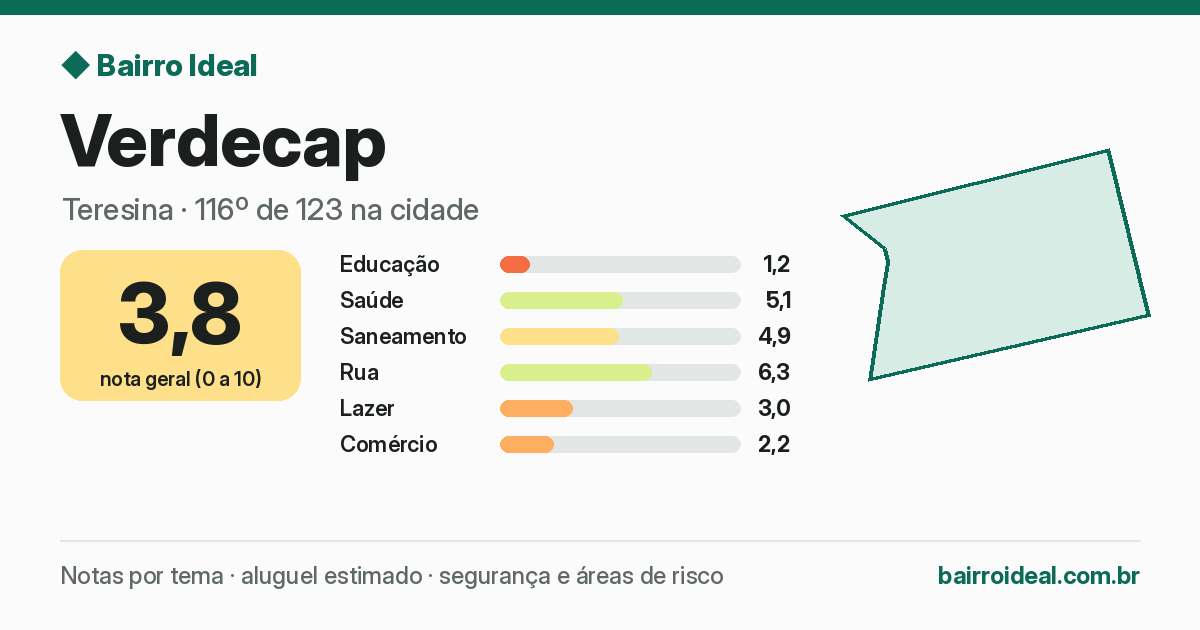 Bairro Ideal
Verdecap
Teresina · 116º de 123 na cidade
3,8
nota geral (0 a 10)
Educação 1,2
Saúde 5,1
Saneamento 4,9
Rua 6,3
Lazer 3,0
Comércio 2,2
Notas por tema · aluguel estimado · segurança e áreas de risco
bairroideal.com.br